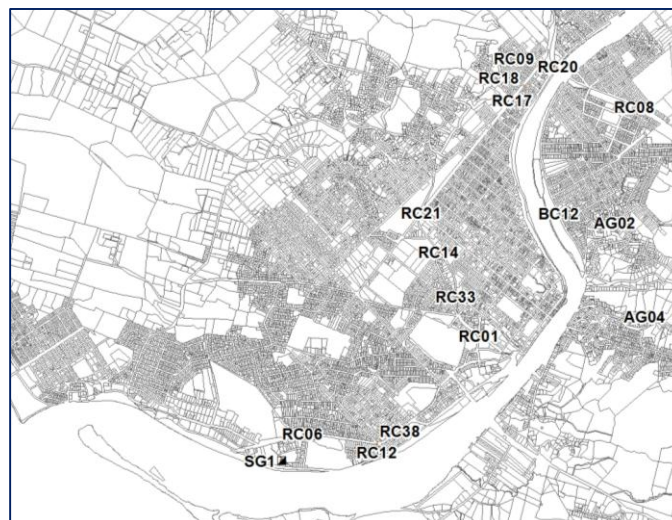 RC09
RC20
RC18
RC17
RC08
RC21
BC12
AG02
RC14
RC33
AG04
RC01
RC06
RC38
RC12
SG1